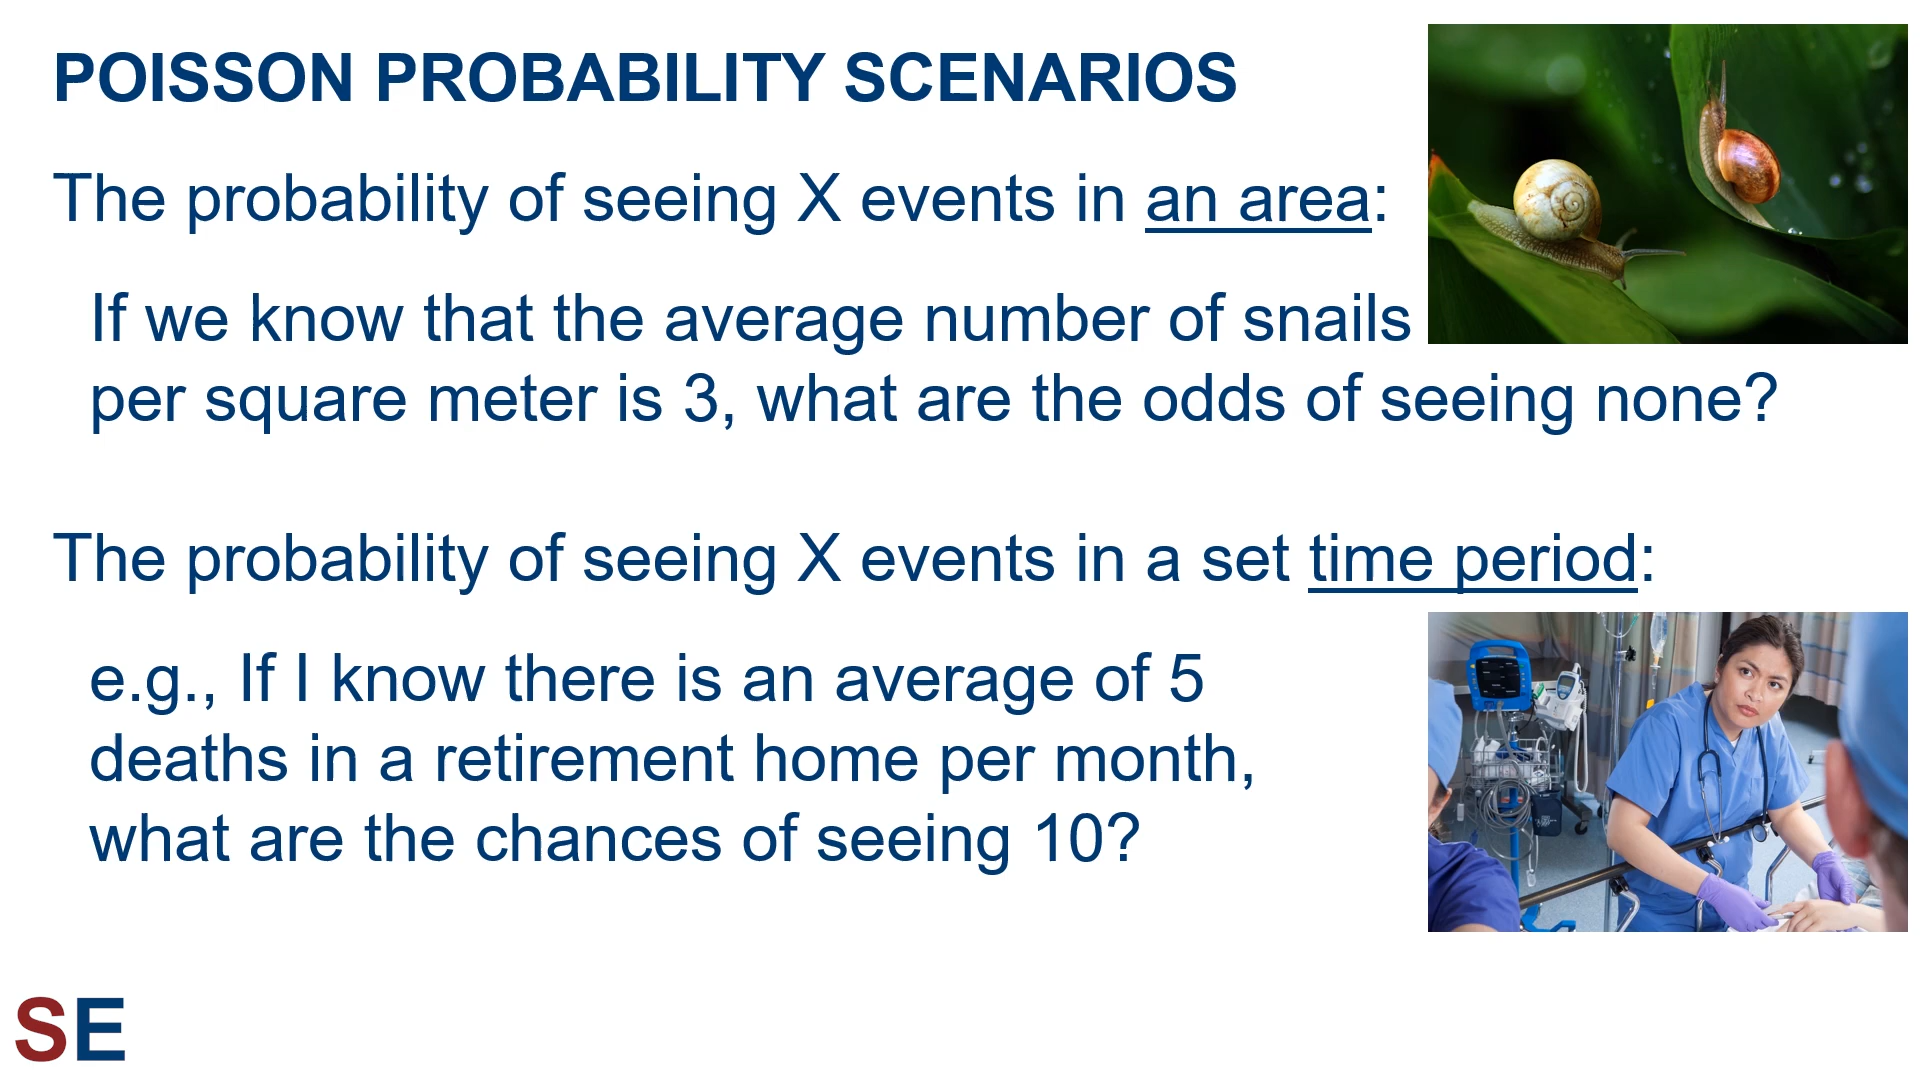 POISSON PROBABILITY SCENARIOS
The probability of seeing X events in an area:
If we know that the average number of snails
per square meter is 3, what are the odds of seeing none?
The probability of seeing X events in a set time period:
e.g., If I know there is an average of 5
deaths in a retirement home per month,
what are the chances of seeing 10?
SE